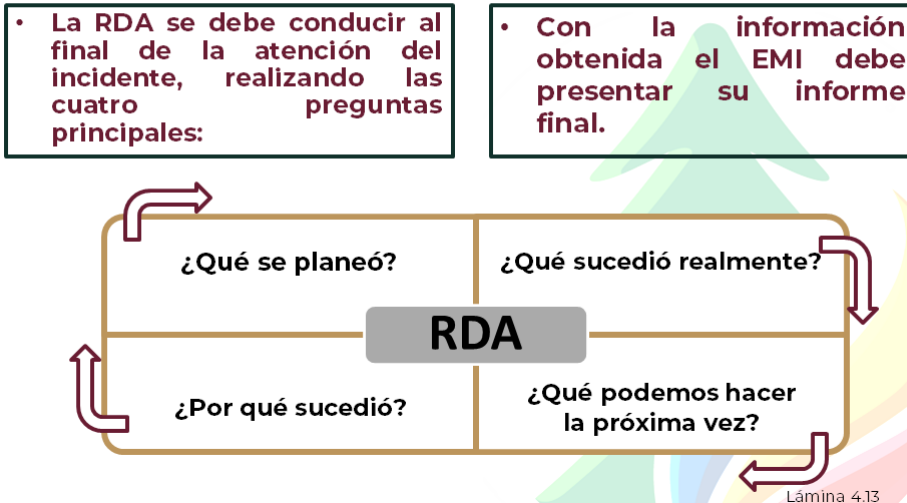 • La RDA se debe conducir al
final de la atención del
incidente, realizando las
cuatro preguntas
principales:
• Con la información
obtenida el EMI debe
presentar su informe
final.
¿Qué se planeó?
¿Qué sucedió realmente?
RDA
¿Por qué sucedió?
¿Qué podemos hacer
la próxima vez?
Lámina 4.13